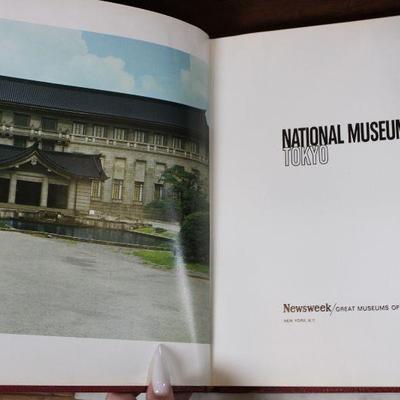 NATIONAL MUSEUM
TOKYO
Newsweek/GREAT MUSEUMS OF
NEW YORK, N.Y.